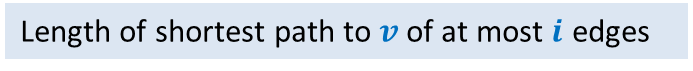 Length of shortest path to v of at most i edges